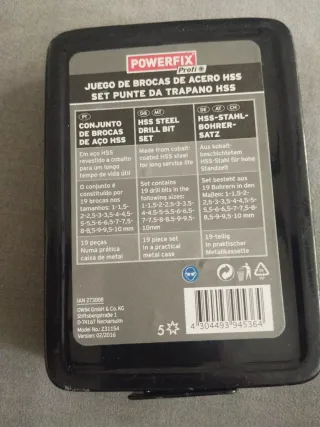 POWERFIX
Profi
JUEGO DE BROCAS DE ACERO HSS
SET PUNTE DA TRAPANO HSS
PT
CONJUNTO
DE BROCAS
DE AÇO HSS
Em aço HSS
revestido a cobalto
para um longo
tempo de vida útil
O conjunto é
constituído por
19 brocas nos
tamanhos: 1-1,5-
2-2,5-3-3,5-4-4,5-
5-5,5-6-6,5-7-7,5-
8-8,5-9-9,5-10 mm
19 peças
Numa prática
caixa de metal
GB MT
HSS STEEL
DRILL BIT
SET
Made from cobalt-
coated HSS steel
for long service life
Set contains
19 drill bits in the
following sizes:
1-1,5-2-2,5-3-3,5-
4-4,5-5-5,5-6-6,5-
7-7,5-8-8,5-9-9,5-
10mm
19 piece set
In a practical
metal case
DE AT CH
HSS-STAHL-
BOHRER-
SATZ
Aus kobalt-
beschichtetem
HSS-Stahl für hohe
Standzeit
Set besteht aus
19 Bohrern in den
Maßen: 1-1,5-2-
2,5-3-3,5-4-4,5-5-
5,5-6-6,5-7-7,5-
8-8,5-9-9,5-10 mm
19-teilig
In praktischer
Metallkassette
IAN 273008
OWIM GmbH & Co. KG
Stiftsbergstraße 1
D-74167 Neckarsulm
Model No.: Z31154
Version: 02/2016
5
4 304493 945364